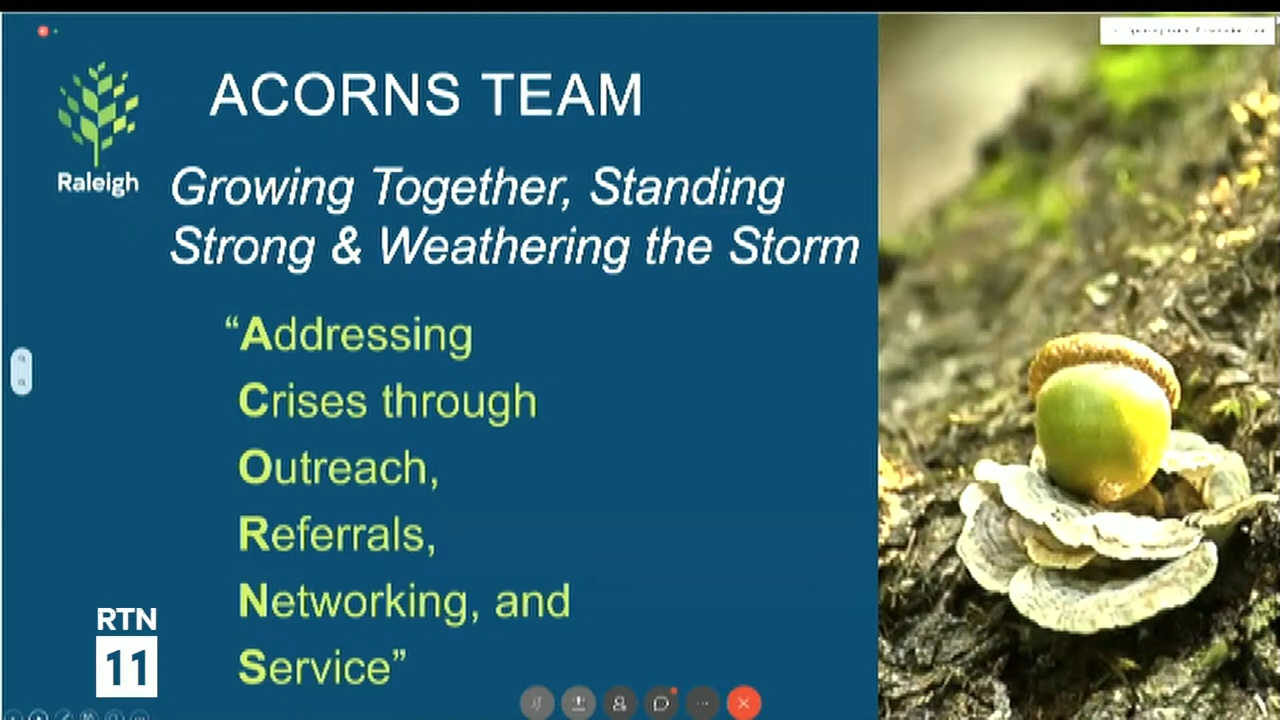 ACORNS TEAM
Raleigh
Growing Together, Standing
Strong & Weathering the Storm
“Addressing
Crises through
Outreach,
Referrals,
Networking, and
Service”
RTN
11